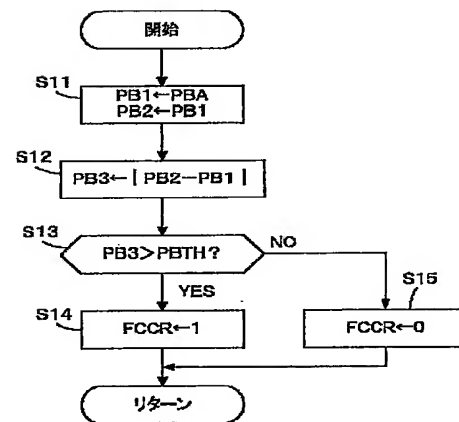 開始
S11
PB1←PBA
PB2←PB1
S12
PB3←[ PB2−PB1 ]
S13
PB3>PBTH?
NO
YES
S14
FCCR←1
S15
FCCR←0
リターン